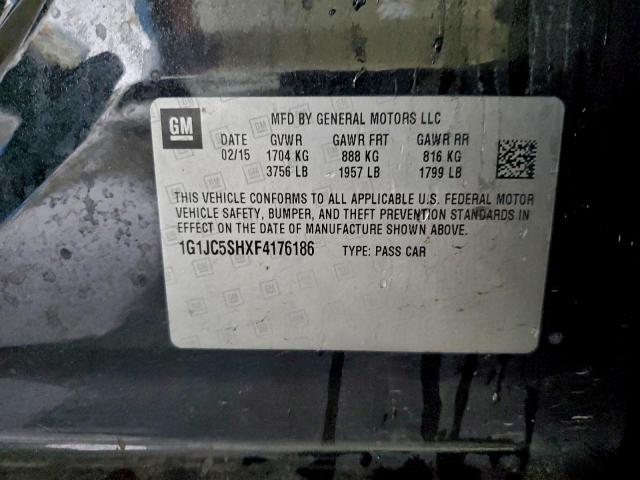 GM
MFD BY GENERAL MOTORS LLC
DATE GVWR GAWR FRT GAWR RR
02/15 1704 KG 888 KG 816 KG
3756 LB 1957 LB 1799 LB
THIS VEHICLE CONFORMS TO ALL APPLICABLE U.S. FEDERAL MOTOR
VEHICLE SAFETY, BUMPER, AND THEFT PREVENTION STANDARDS IN
EFFECT ON THE DATE OF MANUFACTURE SHOWN ABOVE.
1G1JC5SHXF4176186 TYPE: PASS CAR